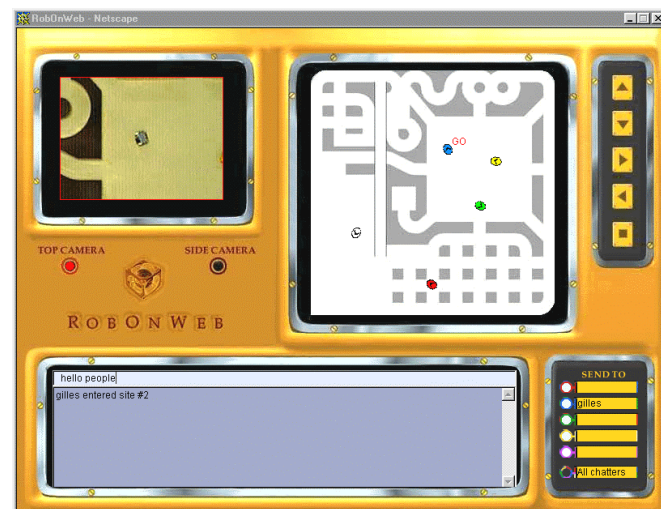 RobOnWeb - Netscape
GO
TOP CAMERA
SIDE CAMERA
ROBONWEB
hello people
gilles entered site #2
SEND TO
gilles
All chatters